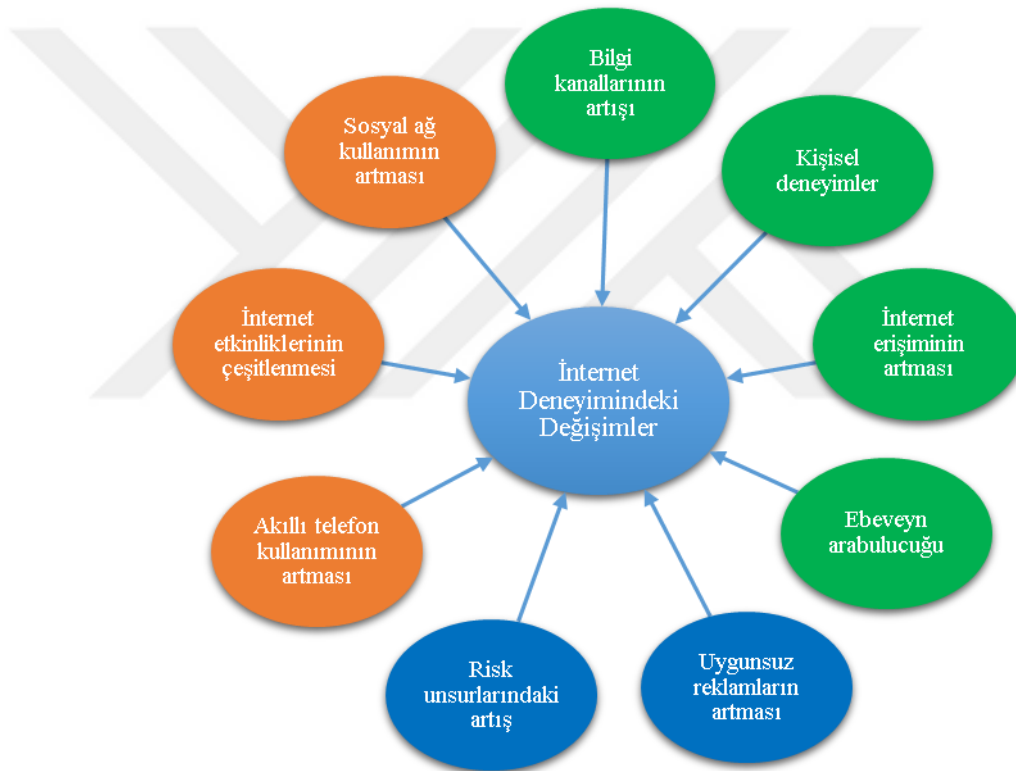 Bilgi
kanallarının
artışı
Sosyal ağ
kullanımın
artması
Kişisel
deneyimler
İnternet
etkinliklerinin
çeşitlenmesi
İnternet
erişiminin
artması
İnternet
Deneyimindeki
Değişimler
Akıllı telefon
kullanımının
artması
Ebeveyn
arabulucuğu
Risk
unsurlarındaki
artış
Uygunsuz
reklamların
artması